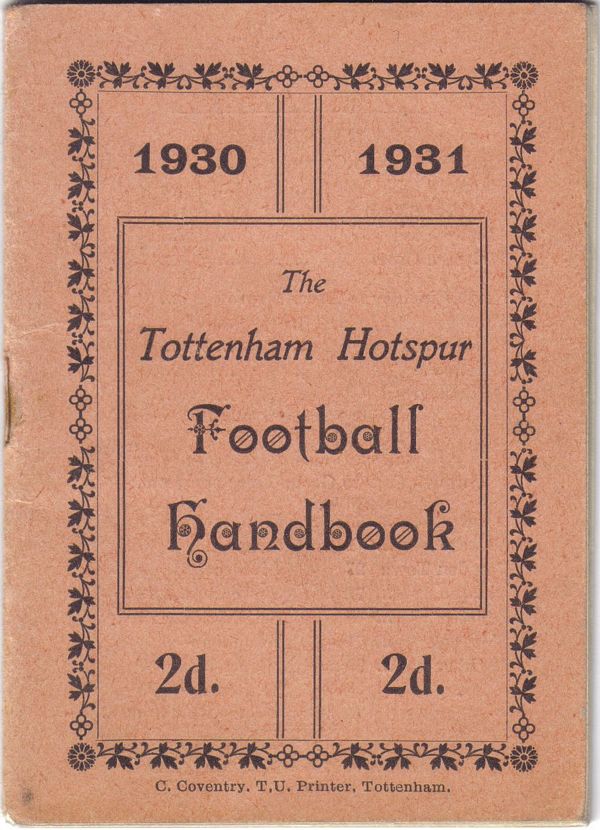 1930 1931
The
Tottenham Hotspur
Football
Handbook
2d. 2d.
C. Coventry. T,U. Printer, Tottenham.